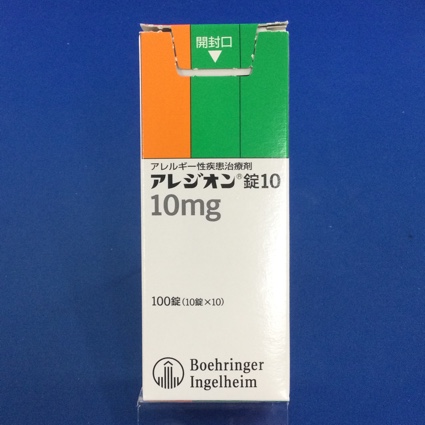 開封口
アレルギー性疾患治療剤
アレジオン®錠10
10mg
100錠(10錠×10)
Boehringer
Ingelheim